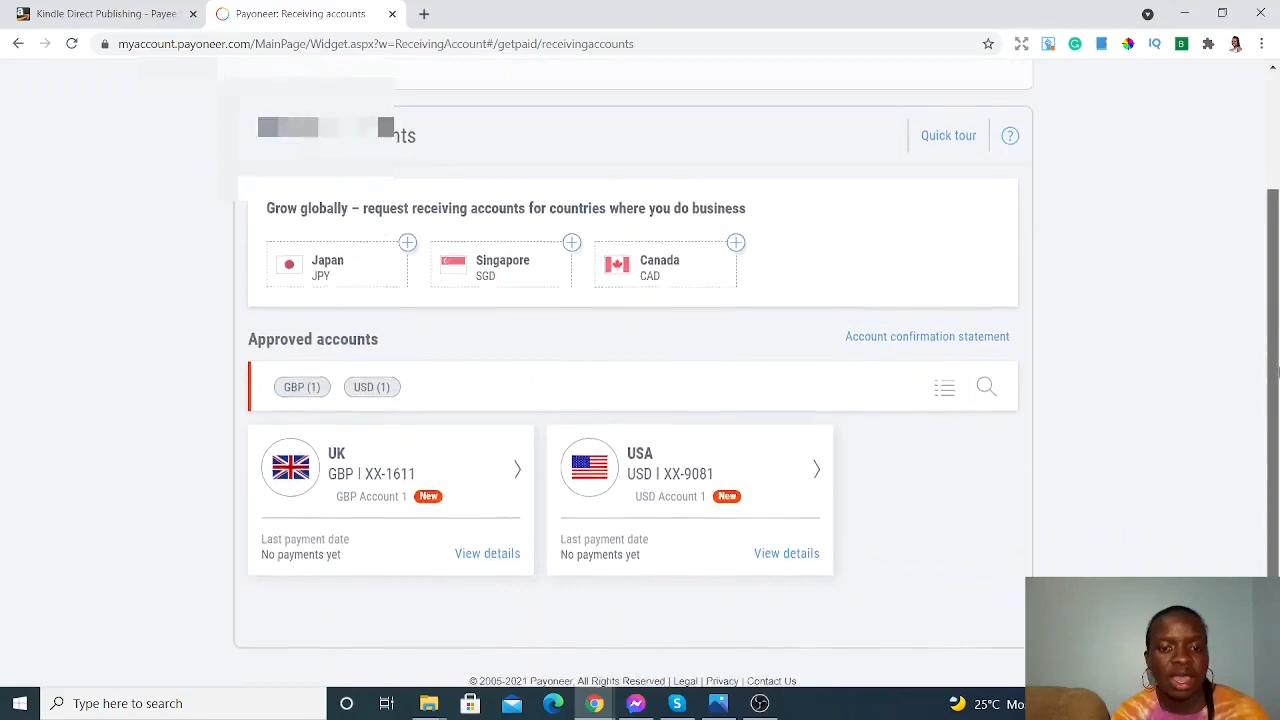 Kindle Direct Publishing - Payee
Payoneer
myaccount.payoneer.com/MainPage/Widget.aspx?w=ReceivingAccount#/getpaid/receivingaccounts
IQ
B
nts
Quick tour
?
Grow globally – request receiving accounts for countries where you do business
Japan
JPY
Singapore
SGD
Canada
CAD
Approved accounts
Account confirmation statement
GBP (1)
USD (1)
UK
GBP | XX-1611
GBP Account 1 New
Last payment date
No payments yet
View details
USA
USD | XX-9081
USD Account 1 New
Last payment date
No payments yet
View details
© 2005-2021 Payoneer, All Rights Reserved | Legal | Privacy | Contact Us
Type here to search
25°C Mo